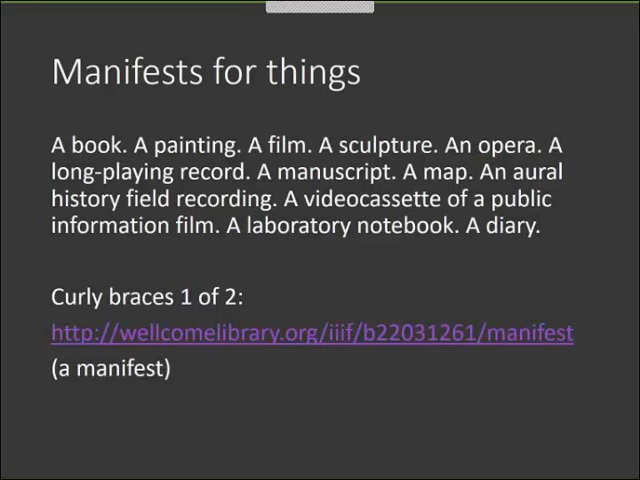 Manifests for things
A book. A painting. A film. A sculpture. An opera. A
long-playing record. A manuscript. A map. An aural
history field recording. A videocassette of a public
information film. A laboratory notebook. A diary.
Curly braces 1 of 2:
http://wellcomelibrary.org/iiif/b22031261/manifest
(a manifest)